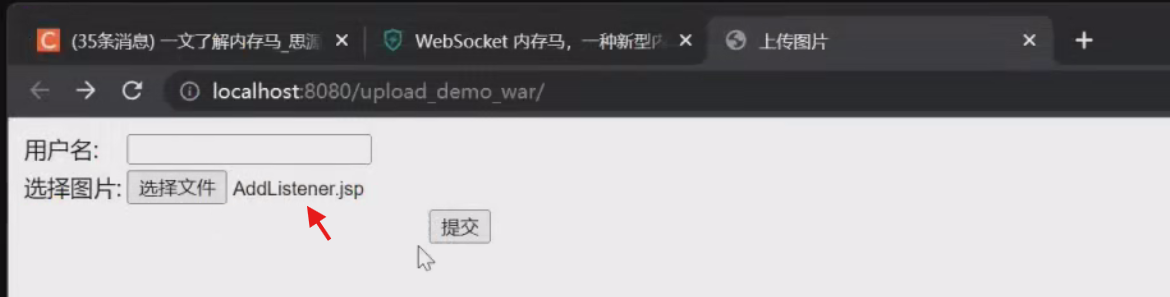 (35条消息) 一文了解内存马_思源
WebSocket 内存马，一种新型内
上传图片
localhost:8080/upload_demo_war/
用户名:
选择图片: 选择文件 AddListener.jsp
提交